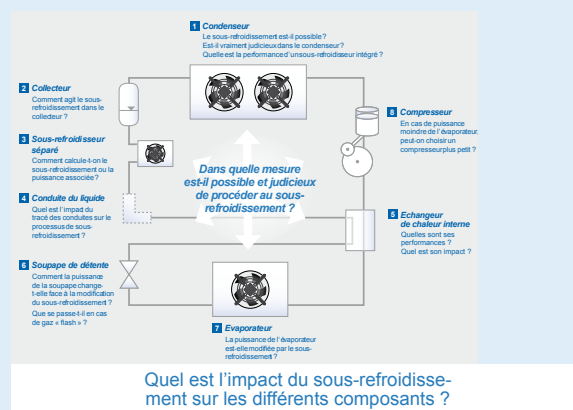 1 Condenseur
Le sous-refroidissement est-il possible ?
Est-il vraiment judicieux dans le condenseur ?
Quelle est la performance d'un sous-refroidisseur intégré ?
2 Collecteur
Comment agit le sous-
refroidissement dans le
collecteur ?
3 Sous-refroidisseur
séparé
Comment calcule-t-on le
sous-refroidissement ou la
puissance associée ?
4 Conduite du liquide
Quel est l'impact du
tracé des conduites sur le
processus de sous-
refroidissement ?
6 Soupape de détente
Comment la puissance
de la soupape change-
t-elle face à la modification
du sous-refroidissement ?
Que se passe-t-il en cas
de gaz « flash » ?
Dans quelle mesure
est-il possible et judicieux
de procéder au sous-
refroidissement ?
8 Compresseur
En cas de puissance
moindre de l'évaporateur,
peut-on choisir un
compresseur plus petit ?
5 Echangeur
de chaleur interne
Quelles sont ses
performances ?
Quel est son impact ?
7 Evaporateur
La puissance de l'évaporateur
est-elle modifiée par le sous-
refroidissement ?
Quel est l'impact du sous-refroidisse-
ment sur les différents composants ?